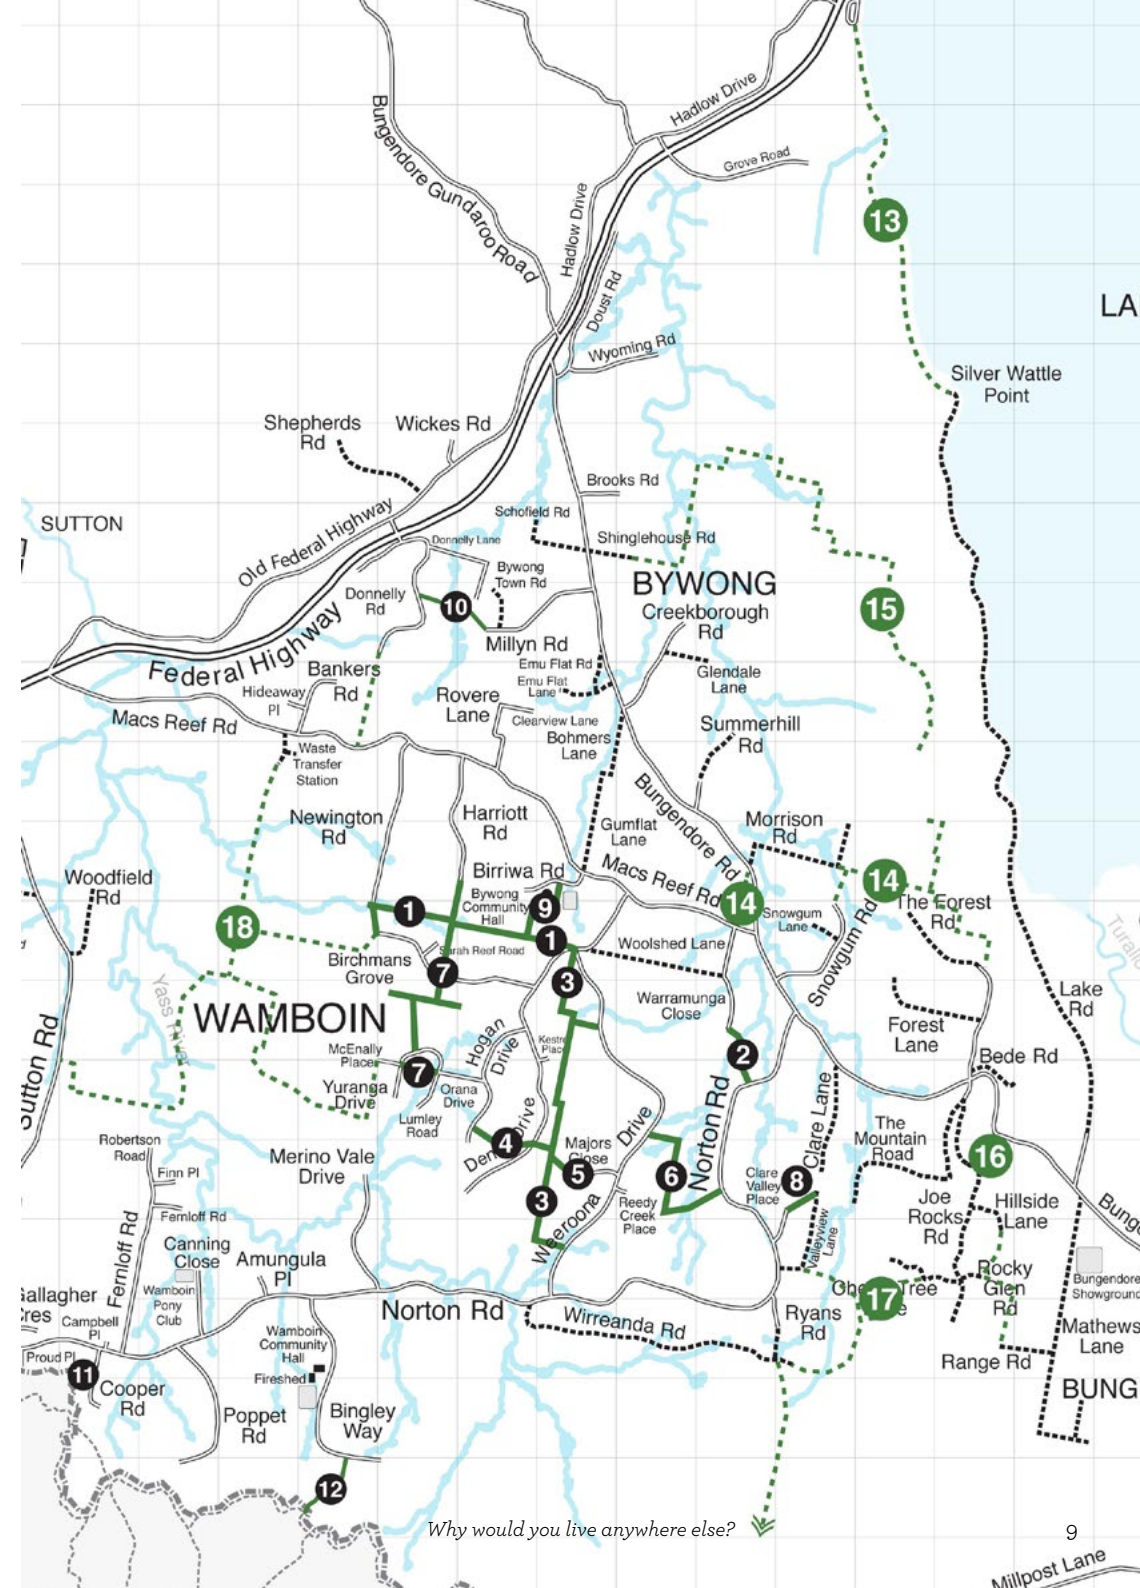 Hadlow Drive
Grove Road
Bungendore Gundaroo Road
Hadlow Drive
13
Doust Rd
LA
Wyoming Rd
Silver Wattle
Point
Shepherds
Rd
Wickes Rd
Brooks Rd
Schofield Rd
SUTTON
Old Federal Highway
Donnelly Lane
Shinglehouse Rd
Bywong
Town Rd
BYWONG
Donnelly
Rd
10
15
Creekborough
Rd
Federal Highway
Millyn Rd
Emu Flat Rd
Emu Flat
Lane
Glendale
Lane
Bankers
Rd
Hideaway
Pl
Rovere
Lane
Macs Reef Rd
Clearview Lane
Bohmers
Lane
Summerhill
Rd
Waste
Transfer
Station
Newington
Rd
Harriott
Rd
Bungendore Rd
Gumflat
Lane
Morrison
Rd
Woodfield
Rd
Birriwa Rd
Macs Reef Rd
14
14
Bywong
Community
Hall
9
1
The Forest
Rd
Snowgum
Lane
18
1
Sarah Reef Road
Woolshed Lane
Snowgum Rd
Birchmans
Grove
7
3
Yass River
WAMBOIN
Warramunga
Close
Lake
Rd
Forest
Lane
Sutton Rd
Hogan
Drive
McEnally
Place
2
Bede Rd
7
Yuranga
Drive
Orana
Drive
Norton Rd
Clare Lane
Lumley
Road
Drive
The
Mountain
Road
Robertson
Road
4
Majors
Close
16
Merino Vale
Drive
Finn Pl
5
6
Clare
Valley
Place
8
3
Weeroona
Reedy
Creek
Place
Joe
Rocks
Rd
Hillside
Lane
Fernloff Rd
Fernloff Rd
Valleyview
Lane
Canning
Close
Amungula
Pl
Rocky
Glen
Rd
Bungendore
Showground
Wamboin
Pony
Club
17
Campbell
Pl
Norton Rd
Wirreanda Rd
Ryans
Rd
Mathews
Lane
Wamboin
Community
Hall
Proud Pl
Range Rd
11
Fireshed
Cooper
Rd
BUNG
Poppet
Rd
Bingley
Way
12
Why would you live anywhere else?
9
Millpost Lane